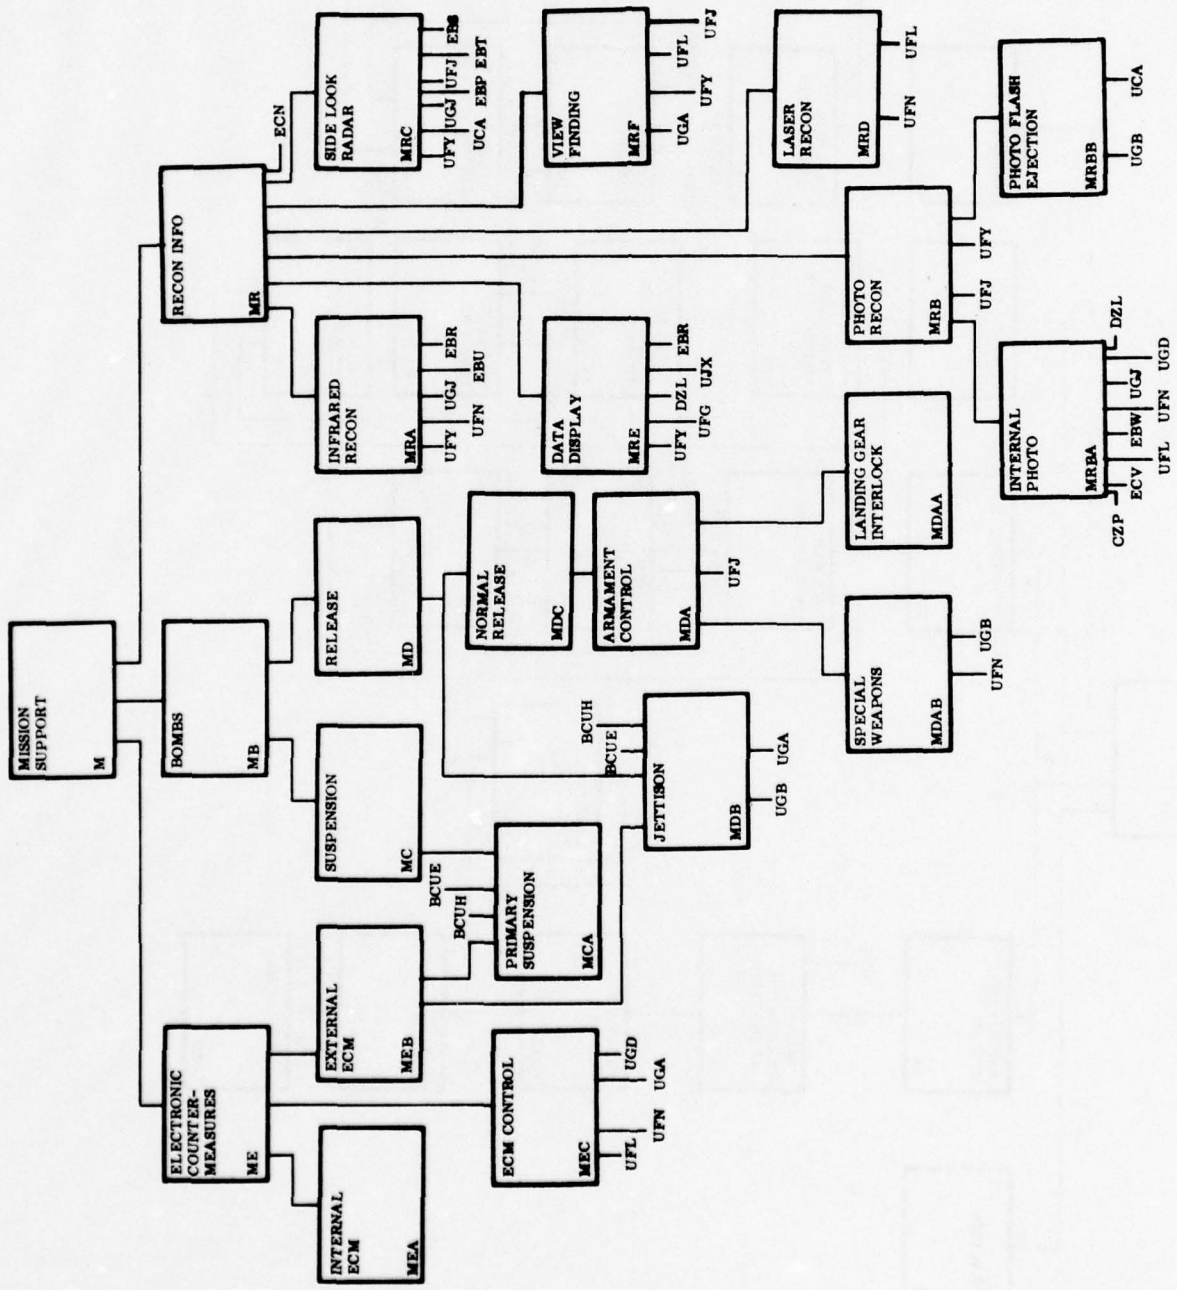 MISSION
SUPPORT
M
ELECTRONIC
COUNTER-
MEASURES
ME
BOMBS
MB
RECON INFO
MR
ECN
INTERNAL
ECM
MEA
EXTERNAL
ECM
MEB
SUSPENSION
MC
RELEASE
MD
INFRARED
RECON
MRA
UFY
UFN
UGJ
EBU
EBR
SIDE LOOK
RADAR
MRC
UFY
UCA
UGJ
EBP
UFJ
EBT
EBS
ECM CONTROL
MEC
UFL
UFN
UGA
UGD
BCUH
BCUE
PRIMARY
SUSPENSION
MCA
NORMAL
RELEASE
MDC
DATA
DISPLAY
MRE
UFY
UFG
DZL
UJX
EBR
VIEW
FINDING
MRF
UGA
UFY
UFL
UFJ
BCUE
BCUH
JETTISON
MDB
UGB
UGA
ARMAMENT
CONTROL
MDA
UFJ
LASER
RECON
MRD
UFN
UFL
SPECIAL
WEAPONS
MDAB
UFN
UGB
LANDING GEAR
INTERLOCK
MDAA
PHOTO
RECON
MRB
UFJ
UFY
INTERNAL
PHOTO
MRBA
CZP
ECV
UFL
EBW
UFN
UGJ
UGD
DZL
PHOTO FLASH
EJECTION
MRBB
UGB
UCA